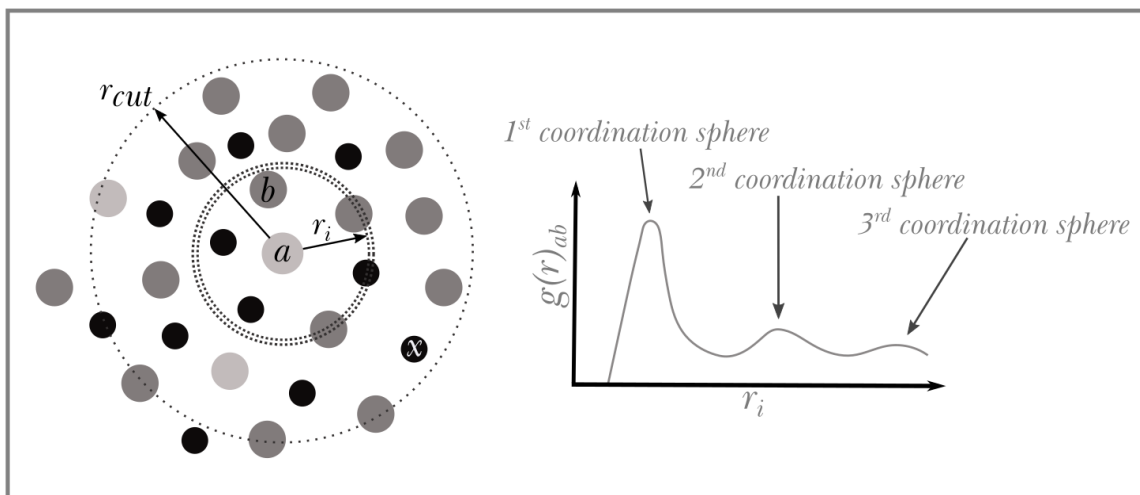 r_cut
b
r_i
a
x
1st coordination sphere
2nd coordination sphere
3rd coordination sphere
g(r)_ab
r_i